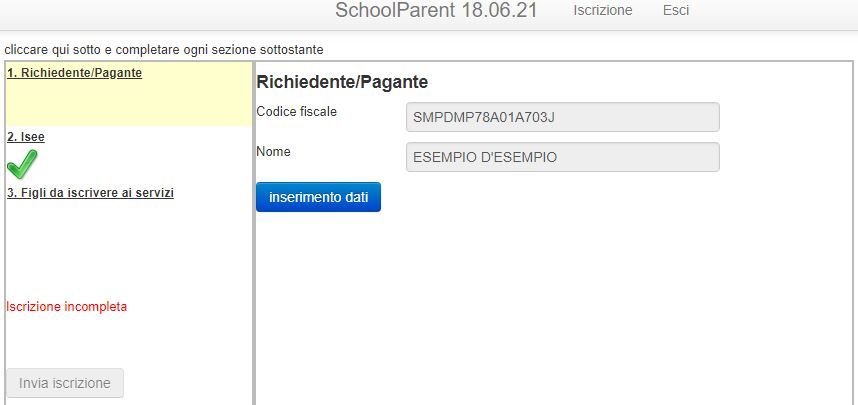 SchoolParent 18.06.21 Iscrizione Esci
cliccare qui sotto e completare ogni sezione sottostante
1. Richiedente/Pagante
2. Isee
3. Figli da iscrivere ai servizi
Iscrizione incompleta
Invia iscrizione
Richiedente/Pagante
Codice fiscale SMPDMP78A01A703J
Nome ESEMPIO D'ESEMPIO
inserimento dati